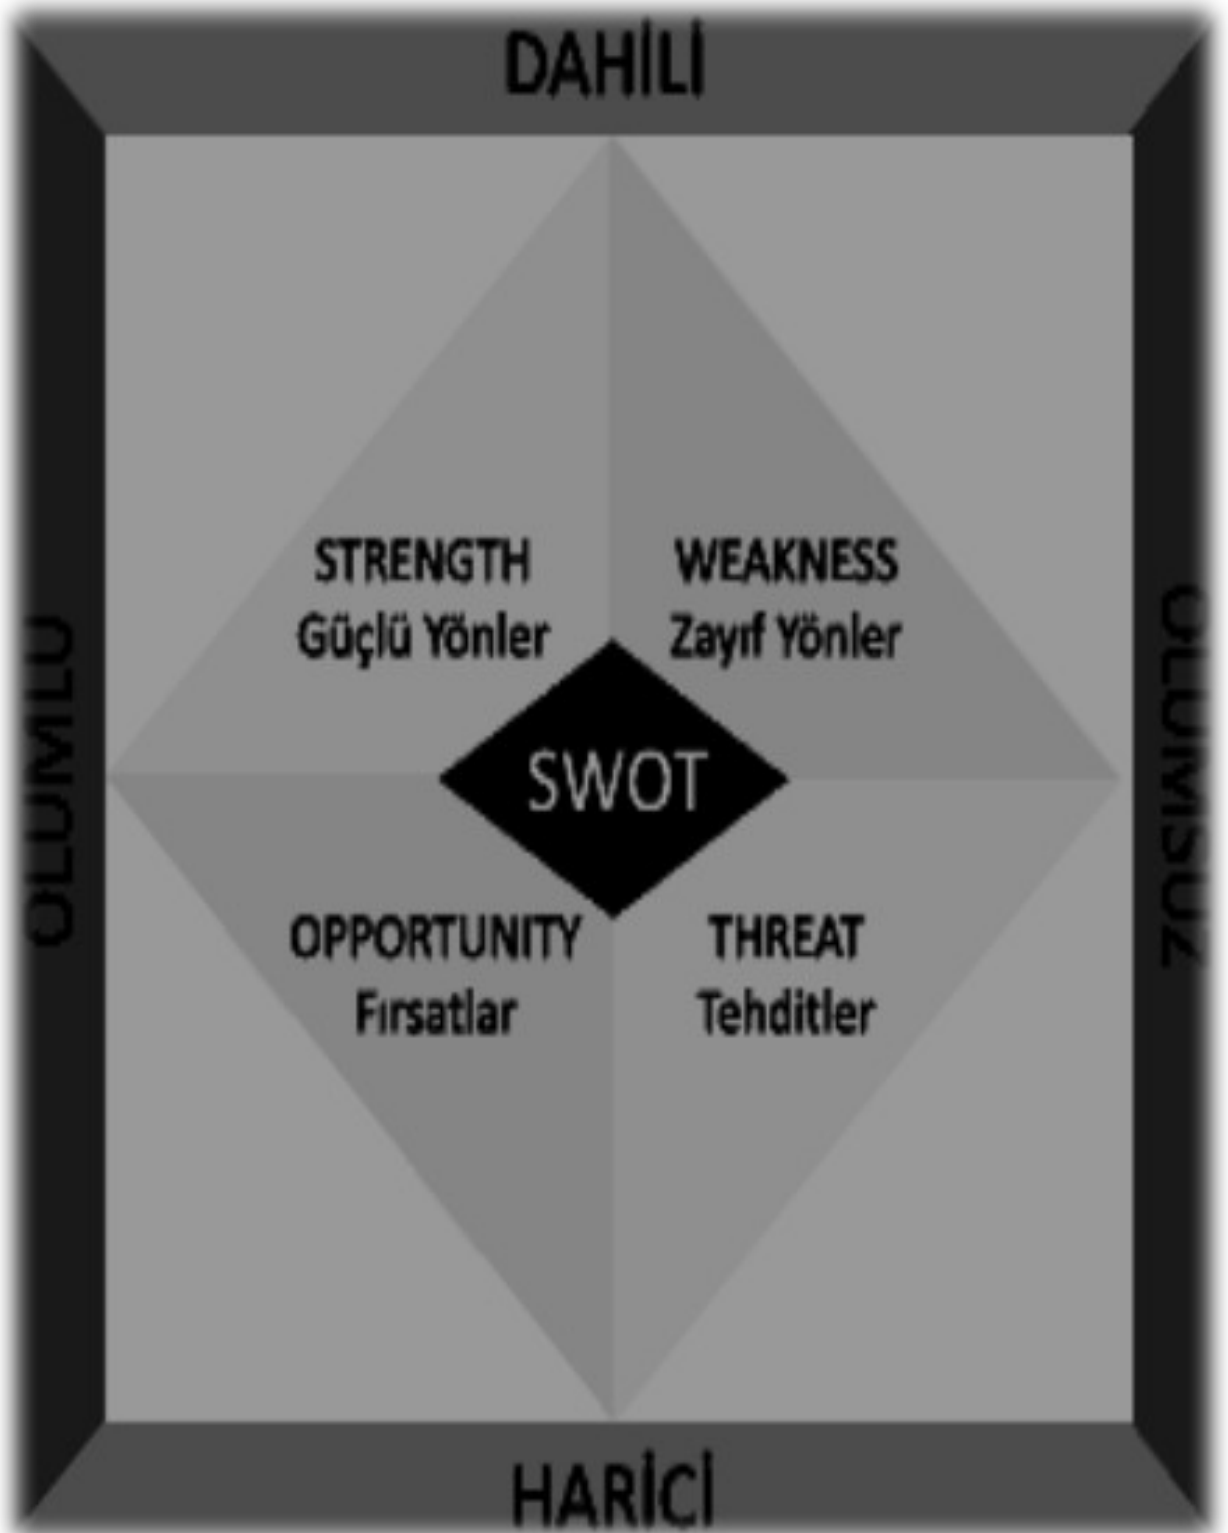 DAHİLİ
STRENGTH
Güçlü Yönler
WEAKNESS
Zayıf Yönler
OLUMLU
SWOT
OLUMSUZ
OPPORTUNITY
Fırsatlar
THREAT
Tehditler
HARİCİ